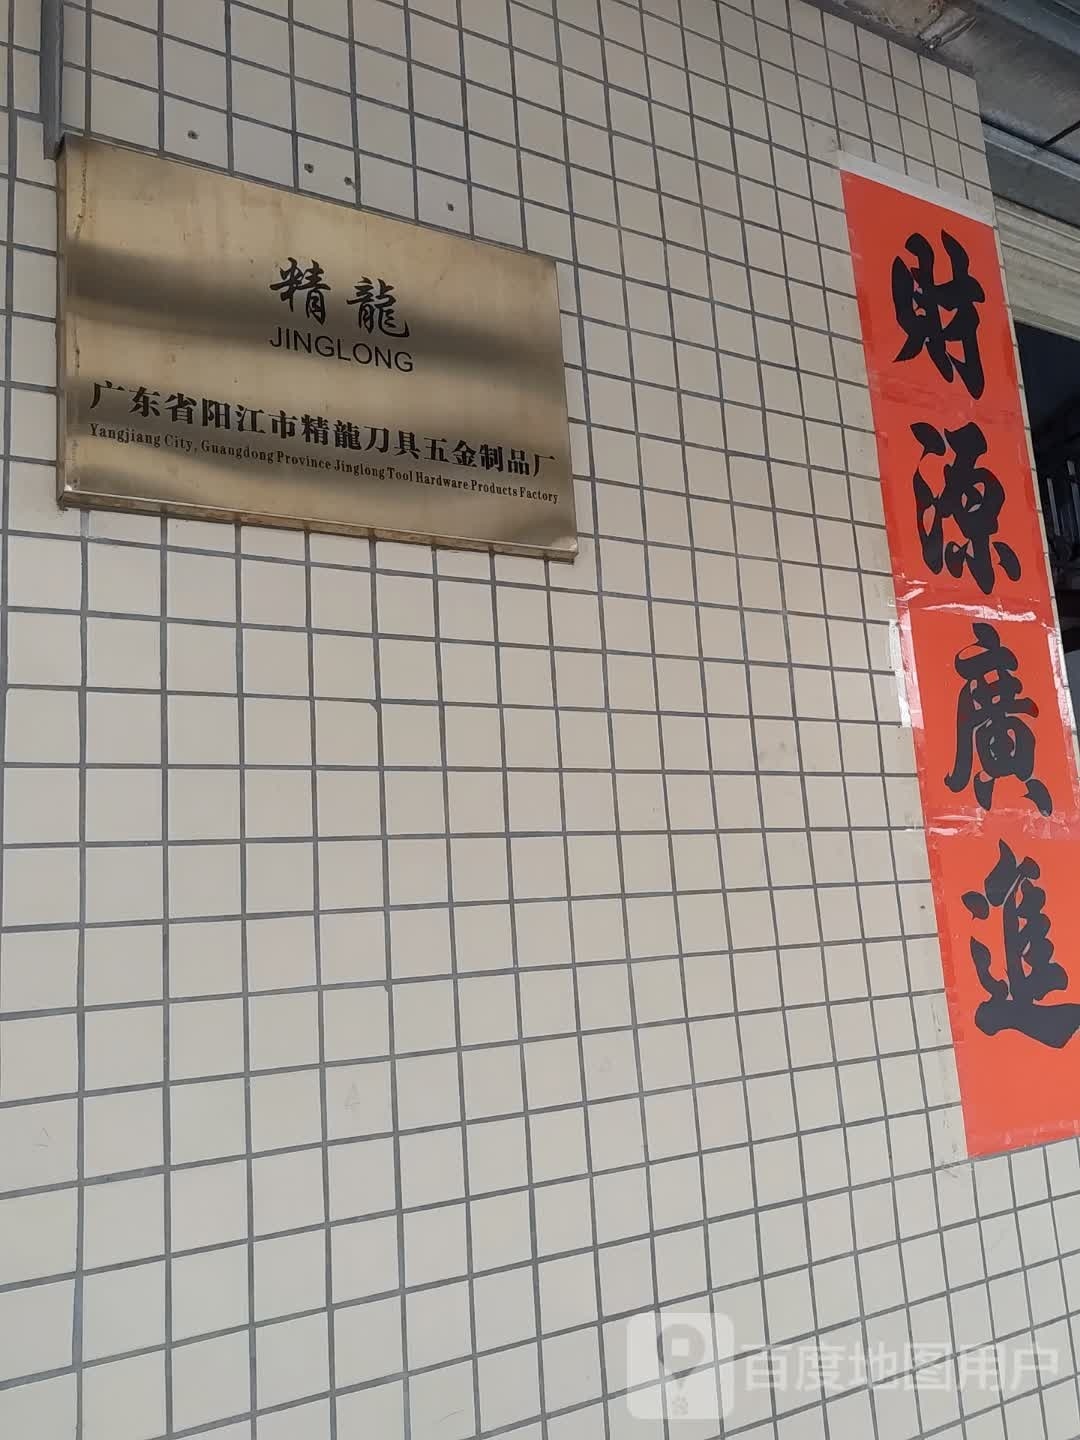 精龍
JINGLONG
广东省阳江市精龍刀具五金制品厂
Yangjiang City, Guangdong Province Jinglong Tool Hardware Products Factory
財源廣進
百度地图用户